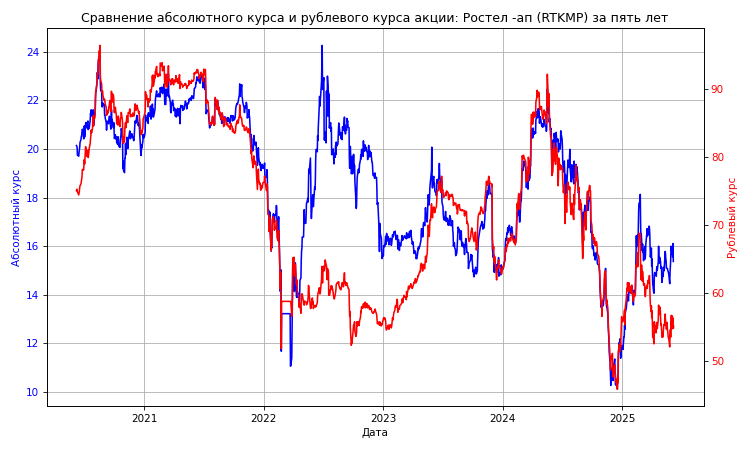 Сравнение абсолютного курса и рублевого курса акции: Ростел -ап (RTKMP) за пять лет
Абсолютный курс
24
22
20
18
16
14
12
10
90
80
70
60
50
Рублевый курс
2021 2022 2023 2024 2025
Дата